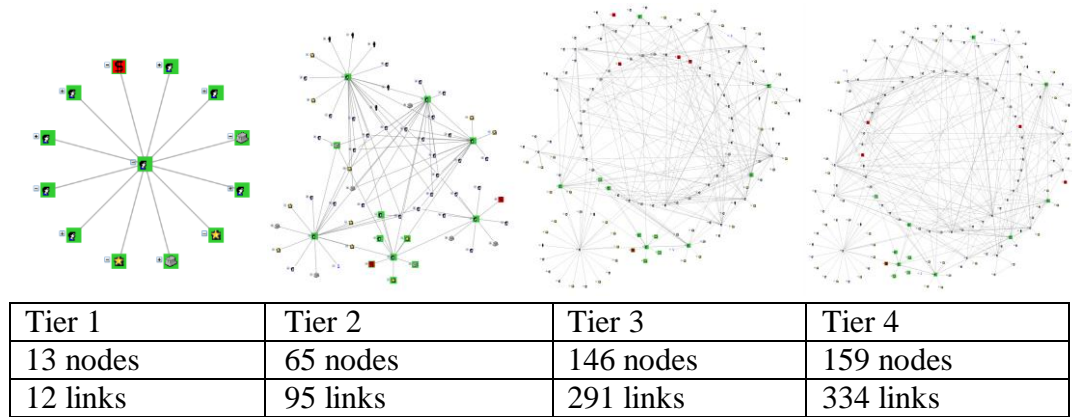 Tier 1 Tier 2 Tier 3 Tier 4
13 nodes 65 nodes 146 nodes 159 nodes
12 links 95 links 291 links 334 links